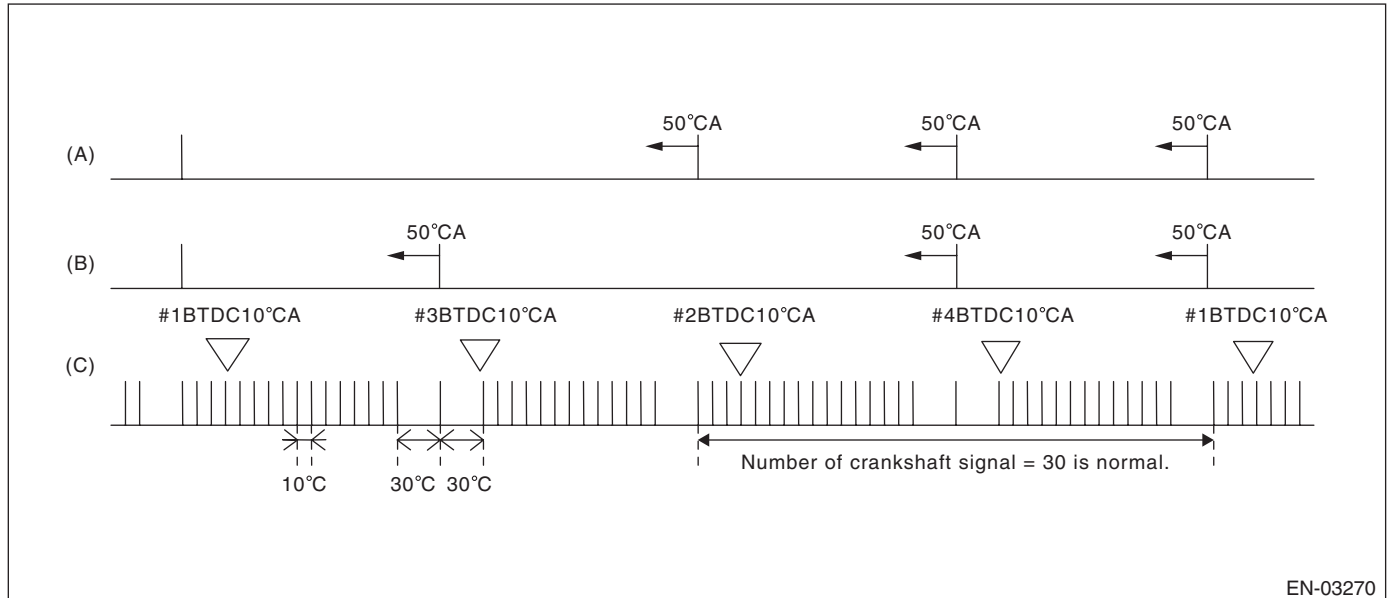 50°CA 50°CA 50°CA
(A)
50°CA 50°CA 50°CA
(B)
#1BTDC10°CA #3BTDC10°CA #2BTDC10°CA #4BTDC10°CA #1BTDC10°CA
(C)
Number of crankshaft signal = 30 is normal.
10°C 30°C 30°C
EN-03270